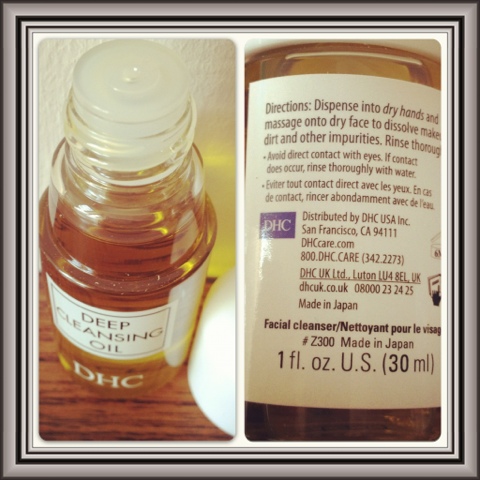 DEEP
CLEANSING
OIL
DHC
Directions: Dispense into dry hands and
massage onto dry face to dissolve
dirt and other impurities. Rinse
• Avoid direct contact with eyes. If contact
does occur, rinse thoroughly with water.
• Eviter tout contact direct avec les yeux. En cas
de contact, rincer abondamment avec de l'eau.
DHC
Distributed by DHC USA Inc.
San Francisco, CA 94111
DHCcare.com
800.DHC.CARE (342.2273)
DHC UK Ltd., Luton LU4 8EL, UK
dhcuk.co.uk 08000 23 24 25
Made in Japan
Facial cleanser/Nettoyant pour le visag
# Z300 Made in Japan
1 fl. oz. U.S. (30 ml)